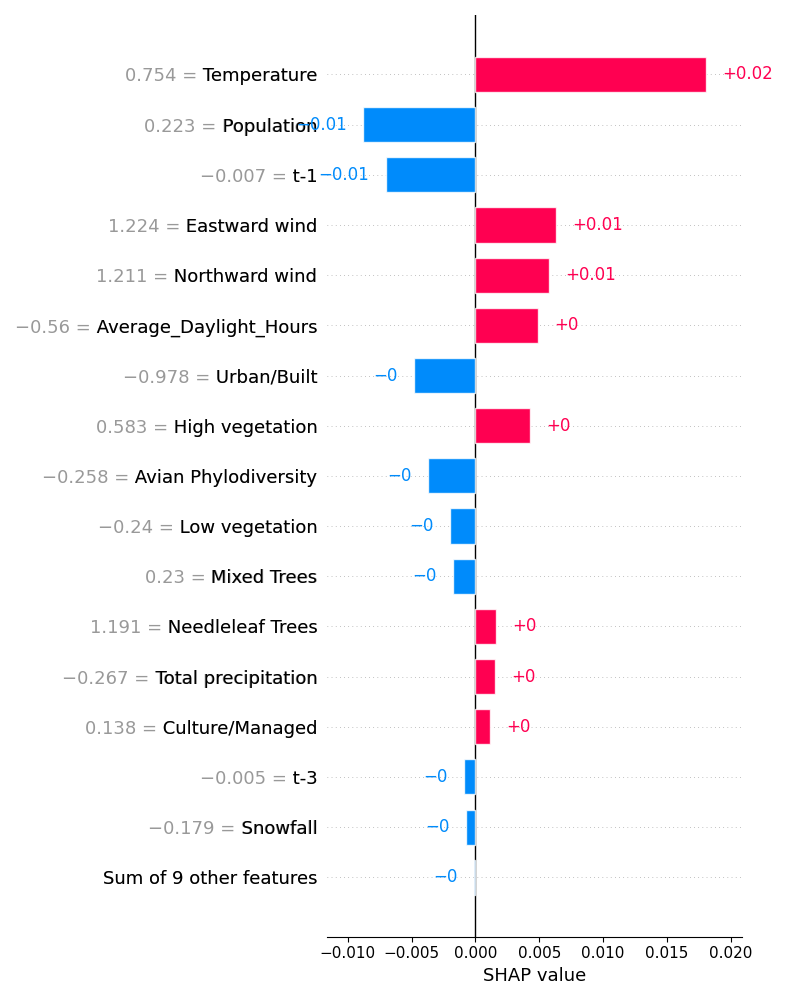 0.754 = Temperature +0.02
0.223 = Population −0.01
−0.007 = t-1 −0.01
1.224 = Eastward wind +0.01
1.211 = Northward wind +0.01
−0.56 = Average_Daylight_Hours +0
−0.978 = Urban/Built −0
0.583 = High vegetation +0
−0.258 = Avian Phylodiversity −0
−0.24 = Low vegetation −0
0.23 = Mixed Trees −0
1.191 = Needleleaf Trees +0
−0.267 = Total precipitation +0
0.138 = Culture/Managed +0
−0.005 = t-3 −0
−0.179 = Snowfall −0
Sum of 9 other features −0
−0.010 −0.005 0.000 0.005 0.010 0.015 0.020
SHAP value